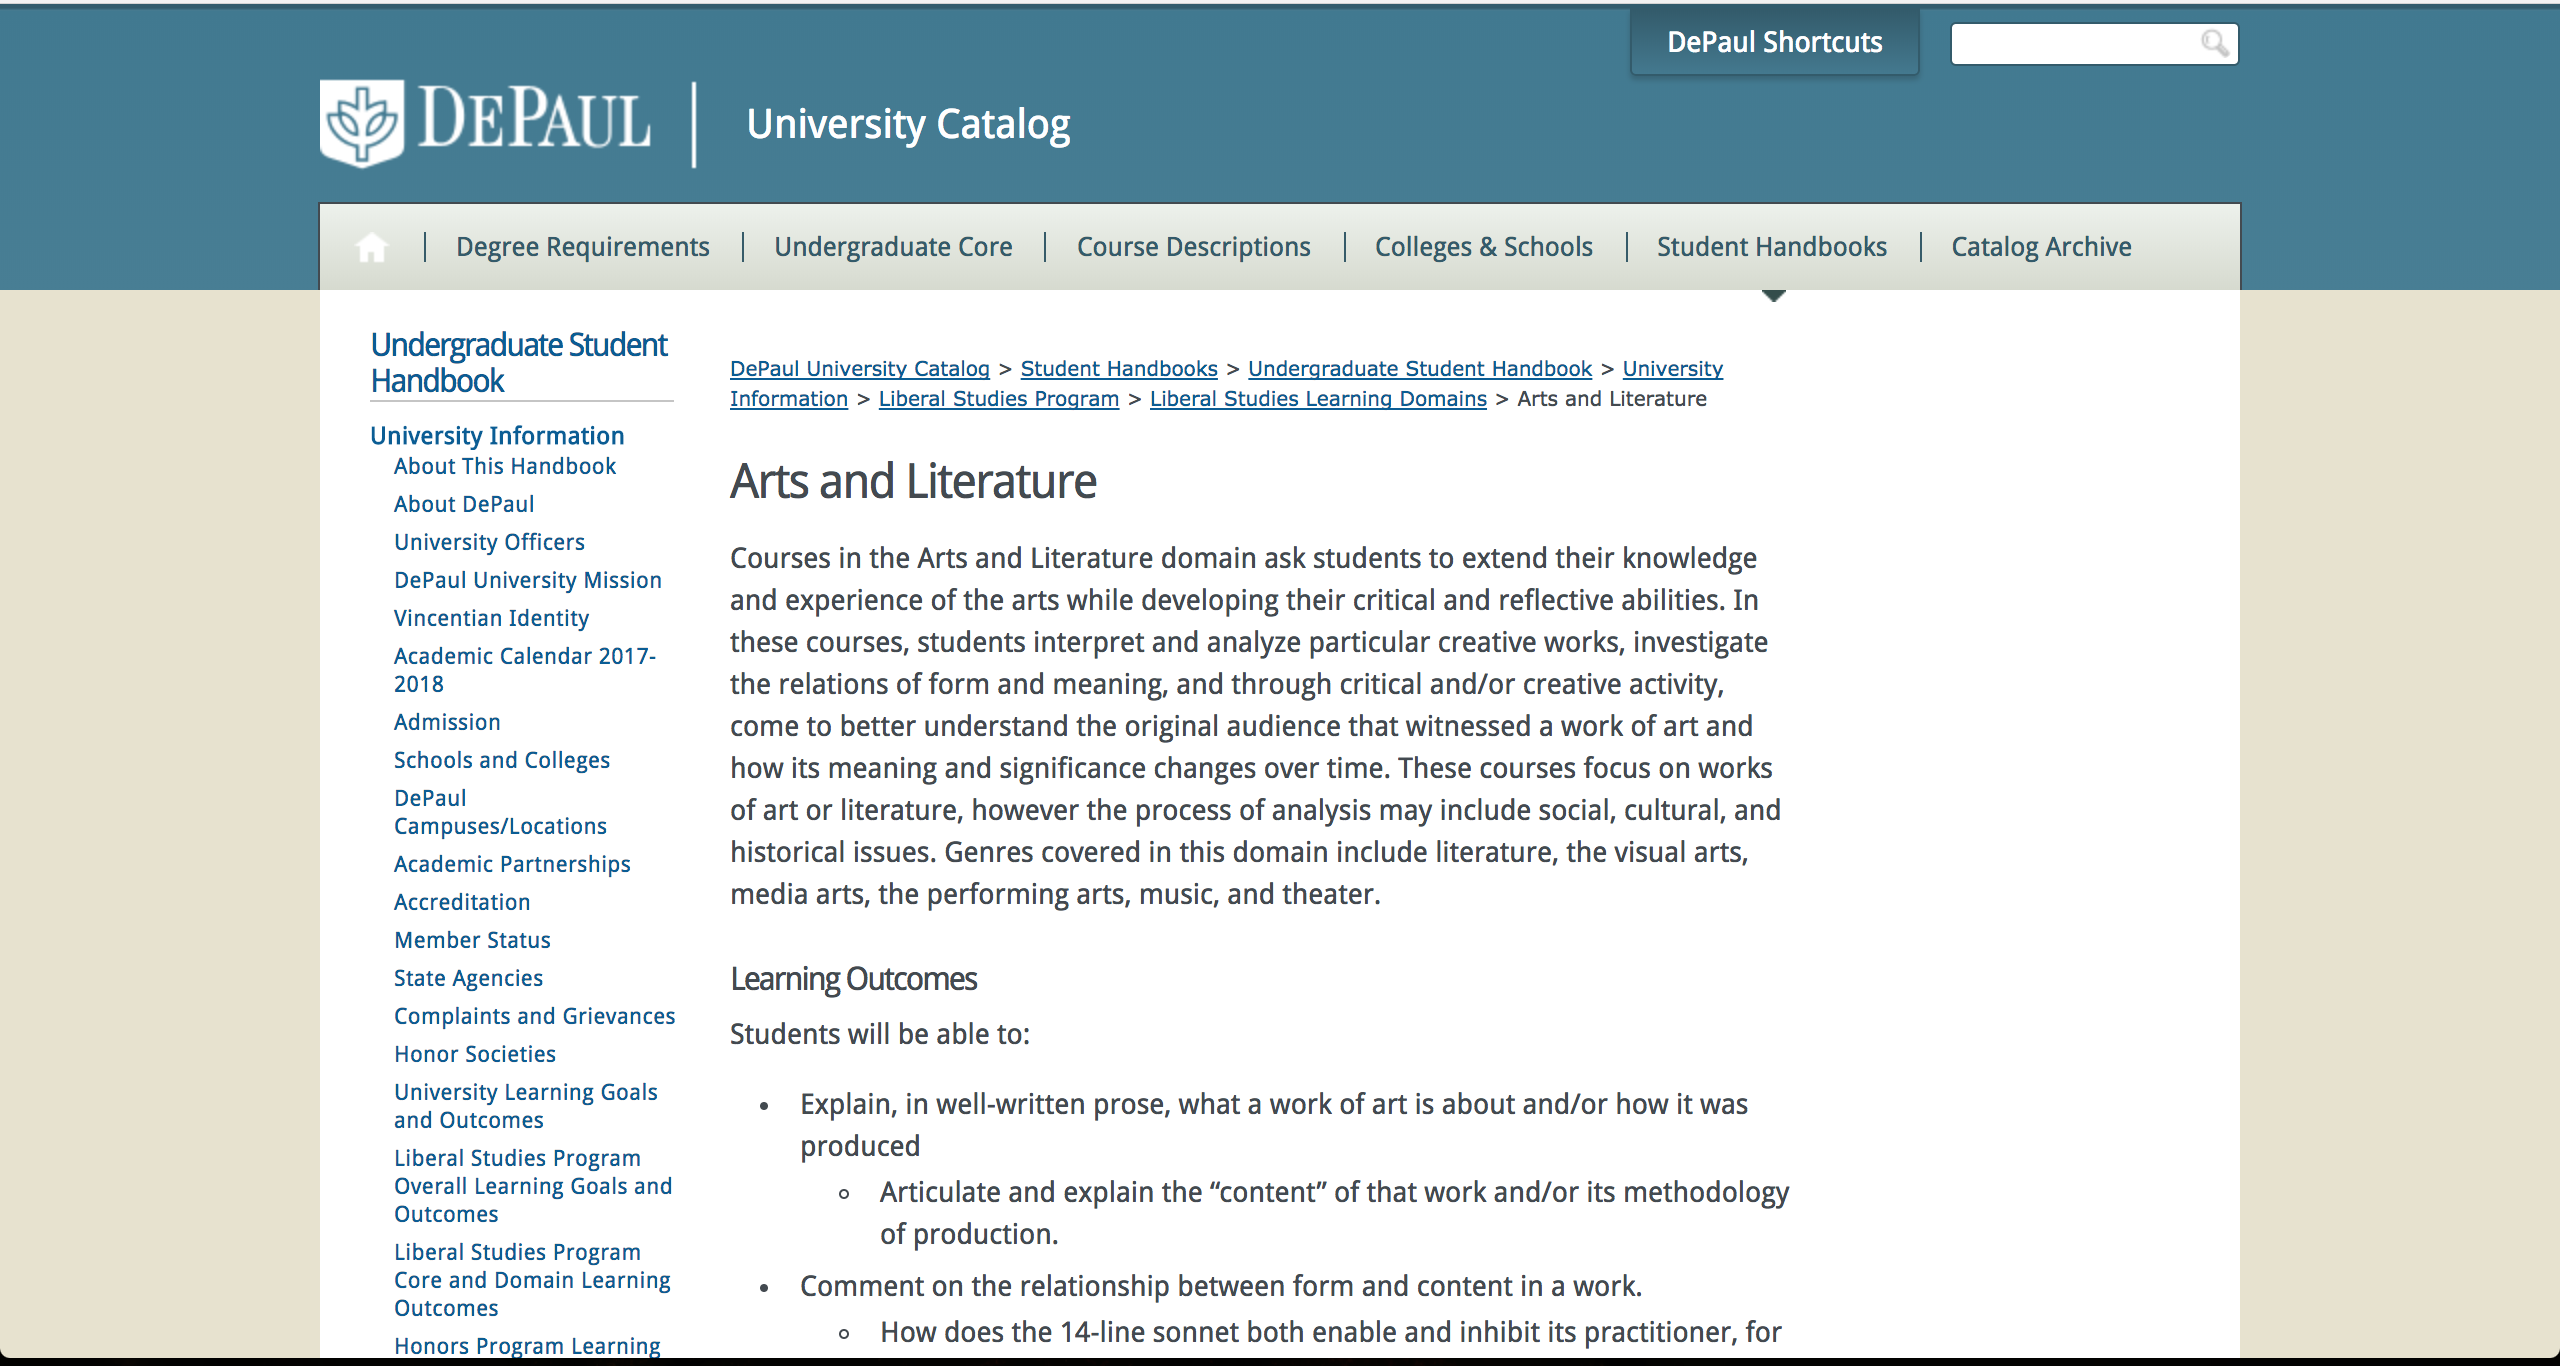 DePaul Shortcuts
DEPAUL
University Catalog
Degree Requirements
Undergraduate Core
Course Descriptions
Colleges & Schools
Student Handbooks
Catalog Archive
Undergraduate Student
Handbook
University Information
About This Handbook
About DePaul
University Officers
DePaul University Mission
Vincentian Identity
Academic Calendar 2017-
2018
Admission
Schools and Colleges
DePaul
Campuses/Locations
Academic Partnerships
Accreditation
Member Status
State Agencies
Complaints and Grievances
Honor Societies
University Learning Goals
and Outcomes
Liberal Studies Program
Overall Learning Goals and
Outcomes
Liberal Studies Program
Core and Domain Learning
Outcomes
Honors Program Learning
DePaul University Catalog > Student Handbooks > Undergraduate Student Handbook > University
Information > Liberal Studies Program > Liberal Studies Learning Domains > Arts and Literature
Arts and Literature
Courses in the Arts and Literature domain ask students to extend their knowledge
and experience of the arts while developing their critical and reflective abilities. In
these courses, students interpret and analyze particular creative works, investigate
the relations of form and meaning, and through critical and/or creative activity,
come to better understand the original audience that witnessed a work of art and
how its meaning and significance changes over time. These courses focus on works
of art or literature, however the process of analysis may include social, cultural, and
historical issues. Genres covered in this domain include literature, the visual arts,
media arts, the performing arts, music, and theater.
Learning Outcomes
Students will be able to:
• Explain, in well-written prose, what a work of art is about and/or how it was
produced
◦ Articulate and explain the “content” of that work and/or its methodology
of production.
• Comment on the relationship between form and content in a work.
◦ How does the 14-line sonnet both enable and inhibit its practitioner, for